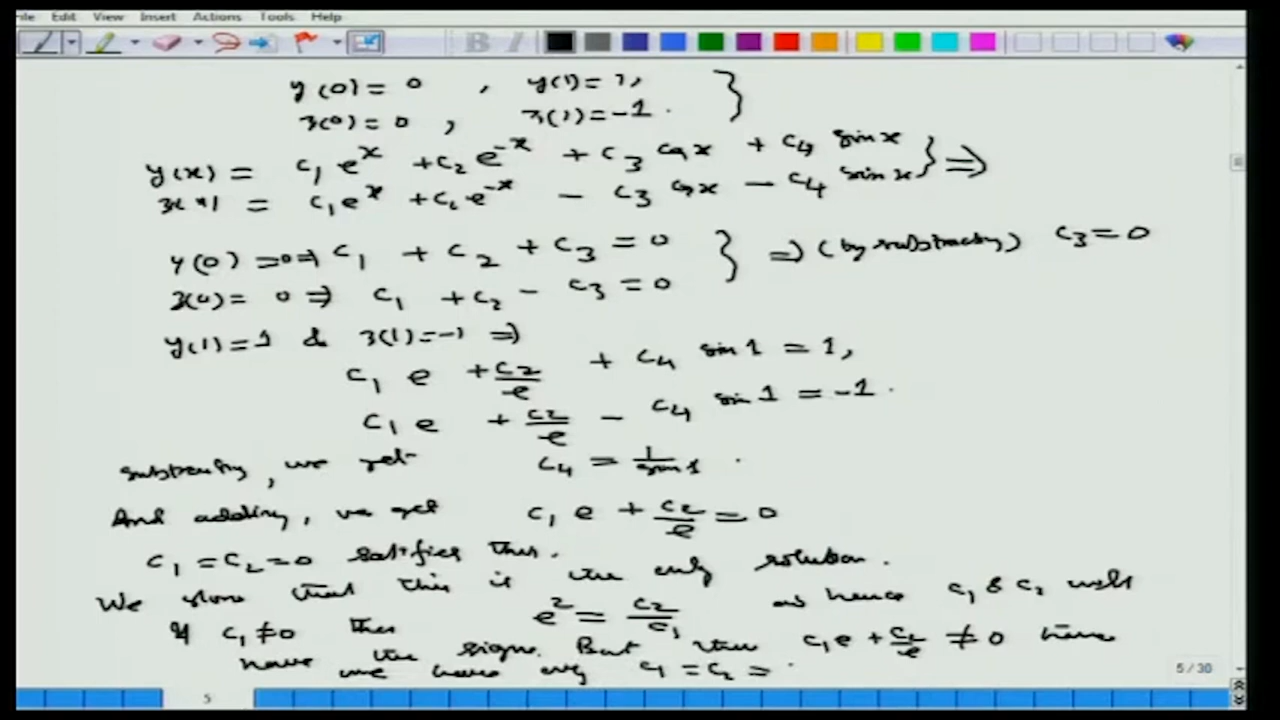 File Edit View Insert Actions Tools Help
y(0) = 0 , y(1) = 1,
z(0) = 0 , z(1) = -1 .
y(x) = c₁ e^x + c₂ e^-x + c₃ cos x + c₄ sin x } ⇒
z(x) = c₁ e^x + c₂ e^-x - c₃ cos x - c₄ sin x
y(0) = 0 ⇒ c₁ + c₂ + c₃ = 0 } ⇒ (by subtracting) c₃ = 0
z(0) = 0 ⇒ c₁ + c₂ - c₃ = 0
y(1) = 1 & z(1) = -1 ⇒
c₁ e + c₂/e + c₄ sin 1 = 1,
c₁ e + c₂/e - c₄ sin 1 = -1 .
subtracting, we get c₄ = 1/sin 1 .
And adding, we get c₁ e + c₂/e = 0
c₁ = c₂ = 0 satisfies this.
We show that this is the only solution.
If c₁ ≠ 0 then e² = c₂/c₁ as hence c₁ & c₂ will
have the signs. But then c₁ e + c₂/e ≠ 0 hence
we have only c₁ = c₂ =
5 / 30
5